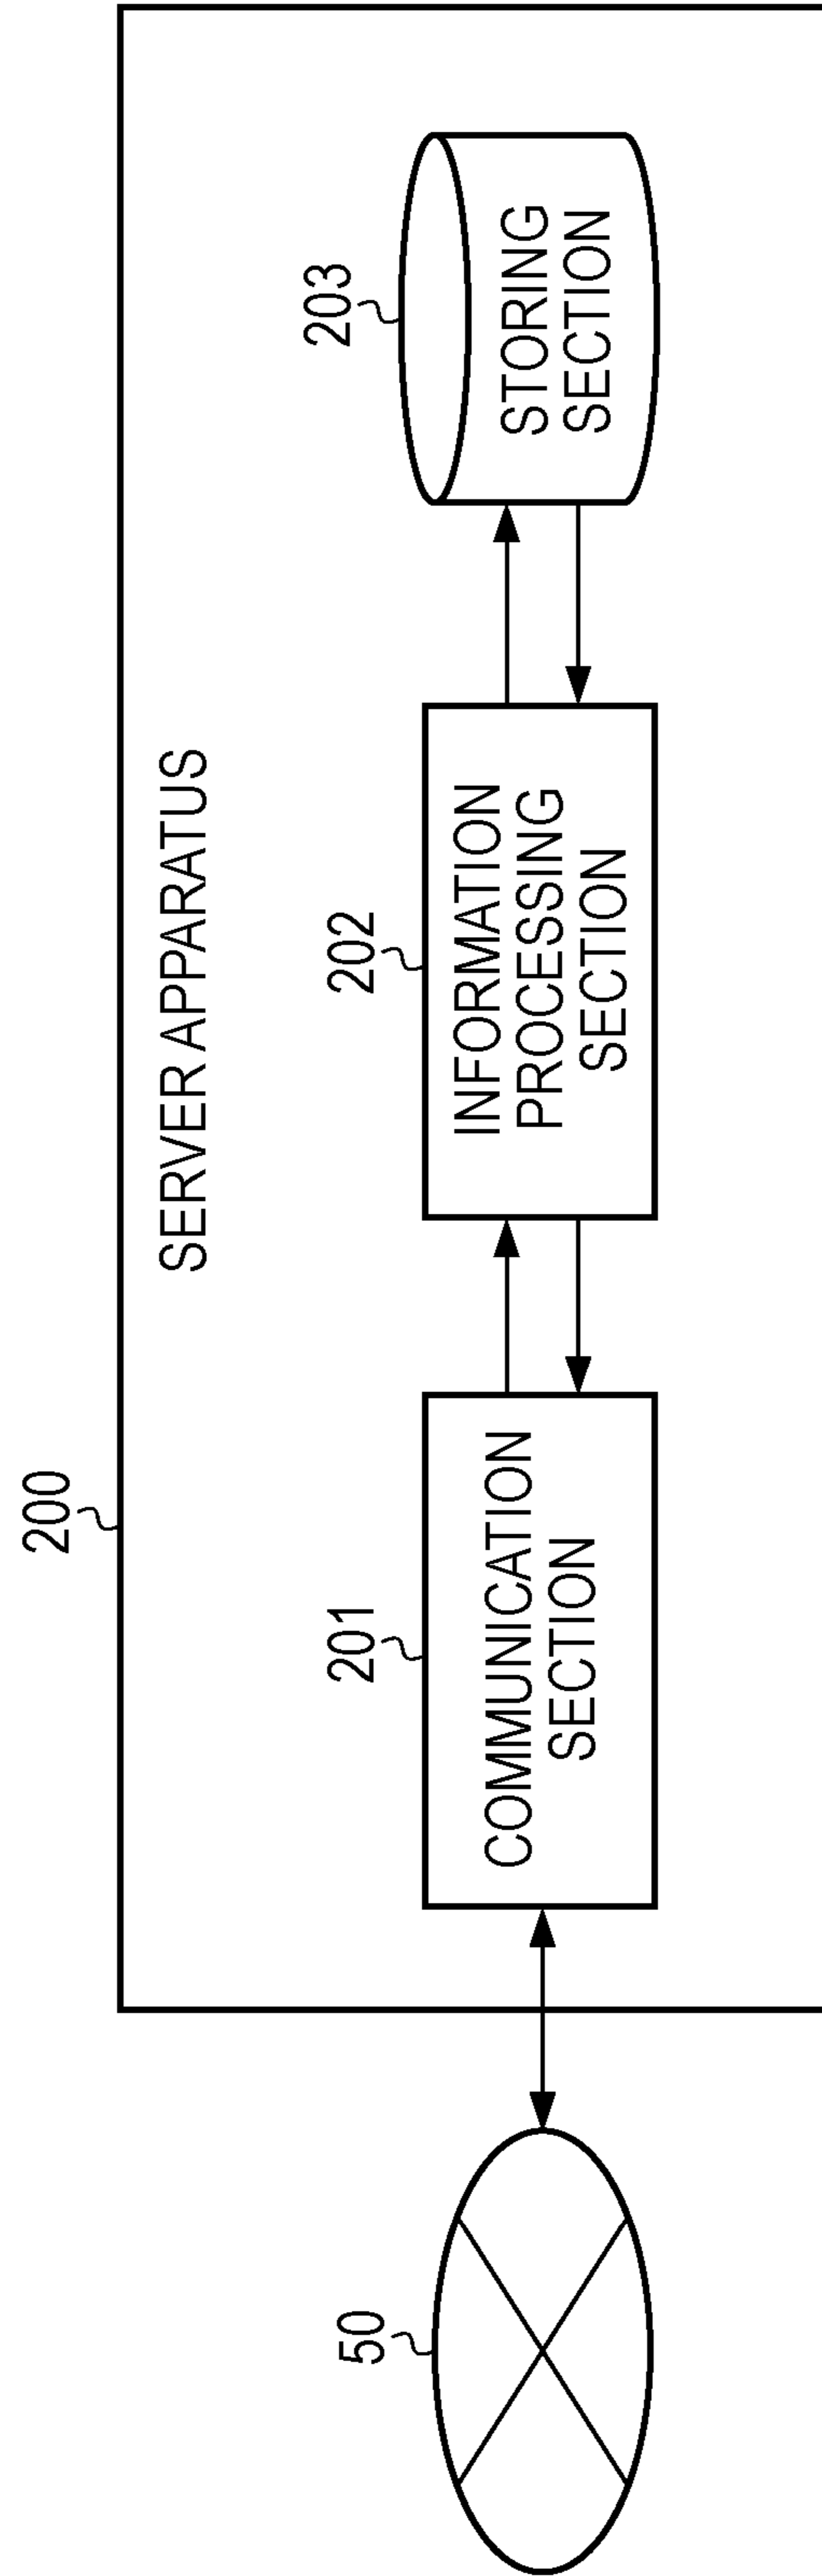 200
SERVER APPARATUS
50
201
COMMUNICATION
SECTION
202
INFORMATION
PROCESSING
SECTION
203
STORING
SECTION